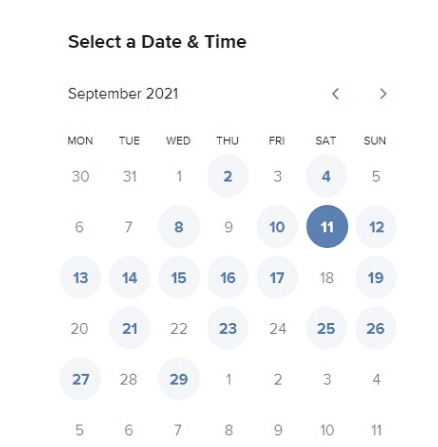 Select a Date & Time
September 2021
MON TUE WED THU FRI SAT SUN
30 31 1 2 3 4 5
6 7 8 9 10 11 12
13 14 15 16 17 18 19
20 21 22 23 24 25 26
27 28 29 1 2 3 4
5 6 7 8 9 10 11